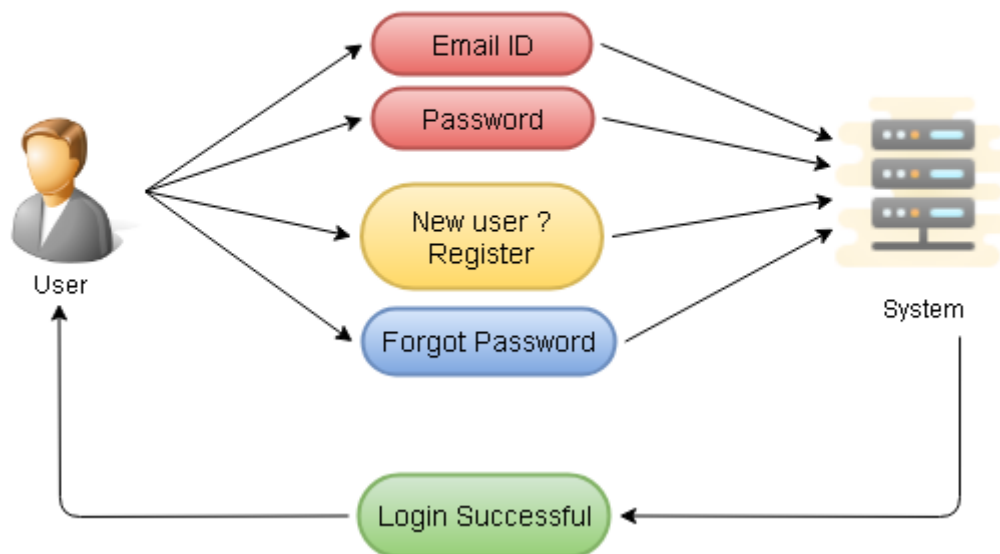 Email ID
Password
New user ?
Register
Forgot Password
User
System
Login Successful